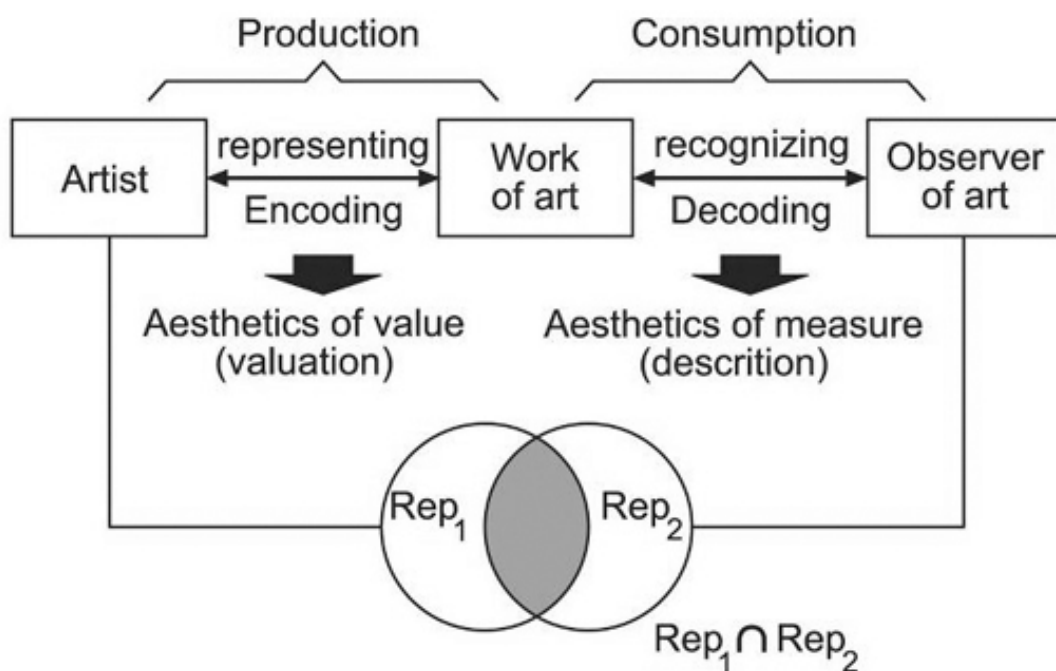 Production
Consumption
Artist
representing
Encoding
Work
of art
recognizing
Decoding
Observer
of art
Aesthetics of value
(valuation)
Aesthetics of measure
(descrition)
Rep₁
Rep₂
Rep₁∩Rep₂